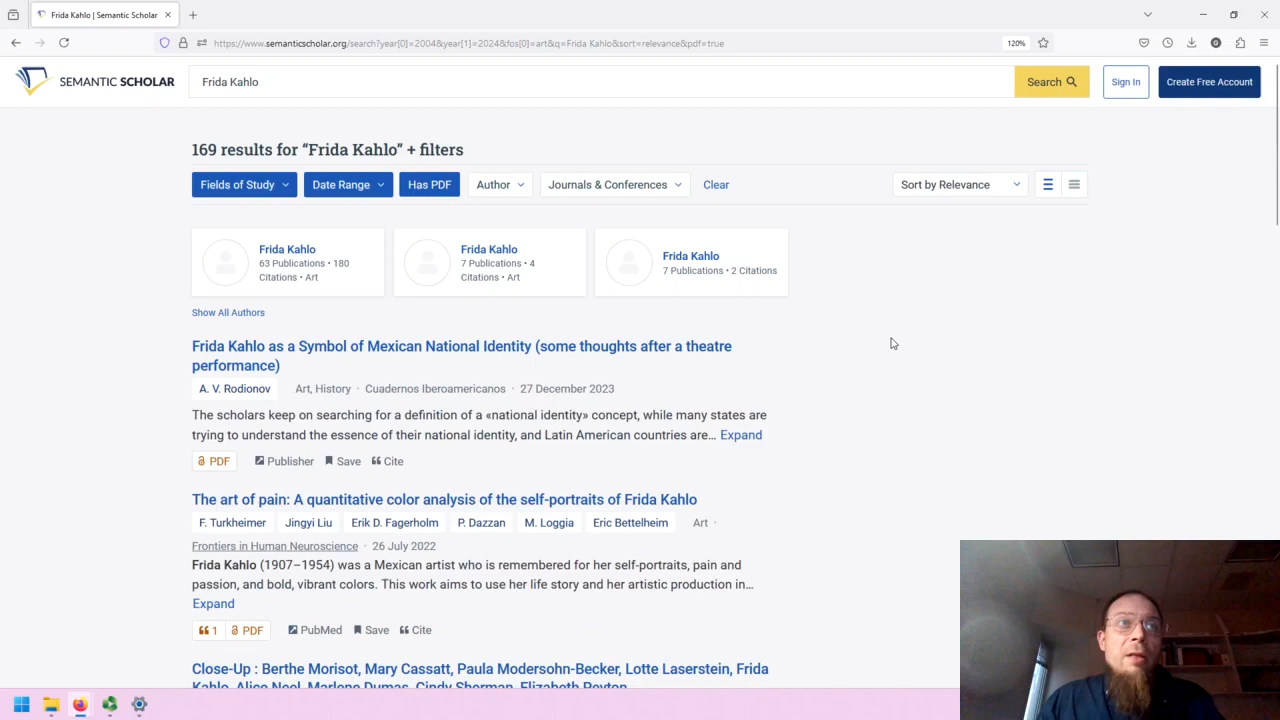 Frida Kahlo | Semantic Scholar
https://www.semanticscholar.org/search?year[0]=2004&year[1]=2024&fos[0]=art&q=Frida Kahlo&sort=relevance&pdf=true
120%
SEMANTIC SCHOLAR
Frida Kahlo
Search
Sign In
Create Free Account
169 results for “Frida Kahlo” + filters
Fields of Study
Date Range
Has PDF
Author
Journals & Conferences
Clear
Sort by Relevance
Frida Kahlo
63 Publications • 180
Citations • Art
Frida Kahlo
7 Publications • 4
Citations • Art
Frida Kahlo
7 Publications • 2 Citations
Show All Authors
Frida Kahlo as a Symbol of Mexican National Identity (some thoughts after a theatre
performance)
A. V. Rodionov Art, History · Cuadernos Iberoamericanos · 27 December 2023
The scholars keep on searching for a definition of a «national identity» concept, while many states are
trying to understand the essence of their national identity, and Latin American countries are… Expand
PDF Publisher Save Cite
The art of pain: A quantitative color analysis of the self-portraits of Frida Kahlo
F. Turkheimer Jingyi Liu Erik D. Fagerholm P. Dazzan M. Loggia Eric Bettelheim Art ·
Frontiers in Human Neuroscience · 26 July 2022
Frida Kahlo (1907–1954) was a Mexican artist who is remembered for her self-portraits, pain and
passion, and bold, vibrant colors. This work aims to use her life story and her artistic production in…
Expand
1 PDF PubMed Save Cite
Close-Up : Berthe Morisot, Mary Cassatt, Paula Modersohn-Becker, Lotte Laserstein, Frida
Kahlo, Alice Neel, Marlene Dumas, Cindy Sherman, Elizabeth Peyton